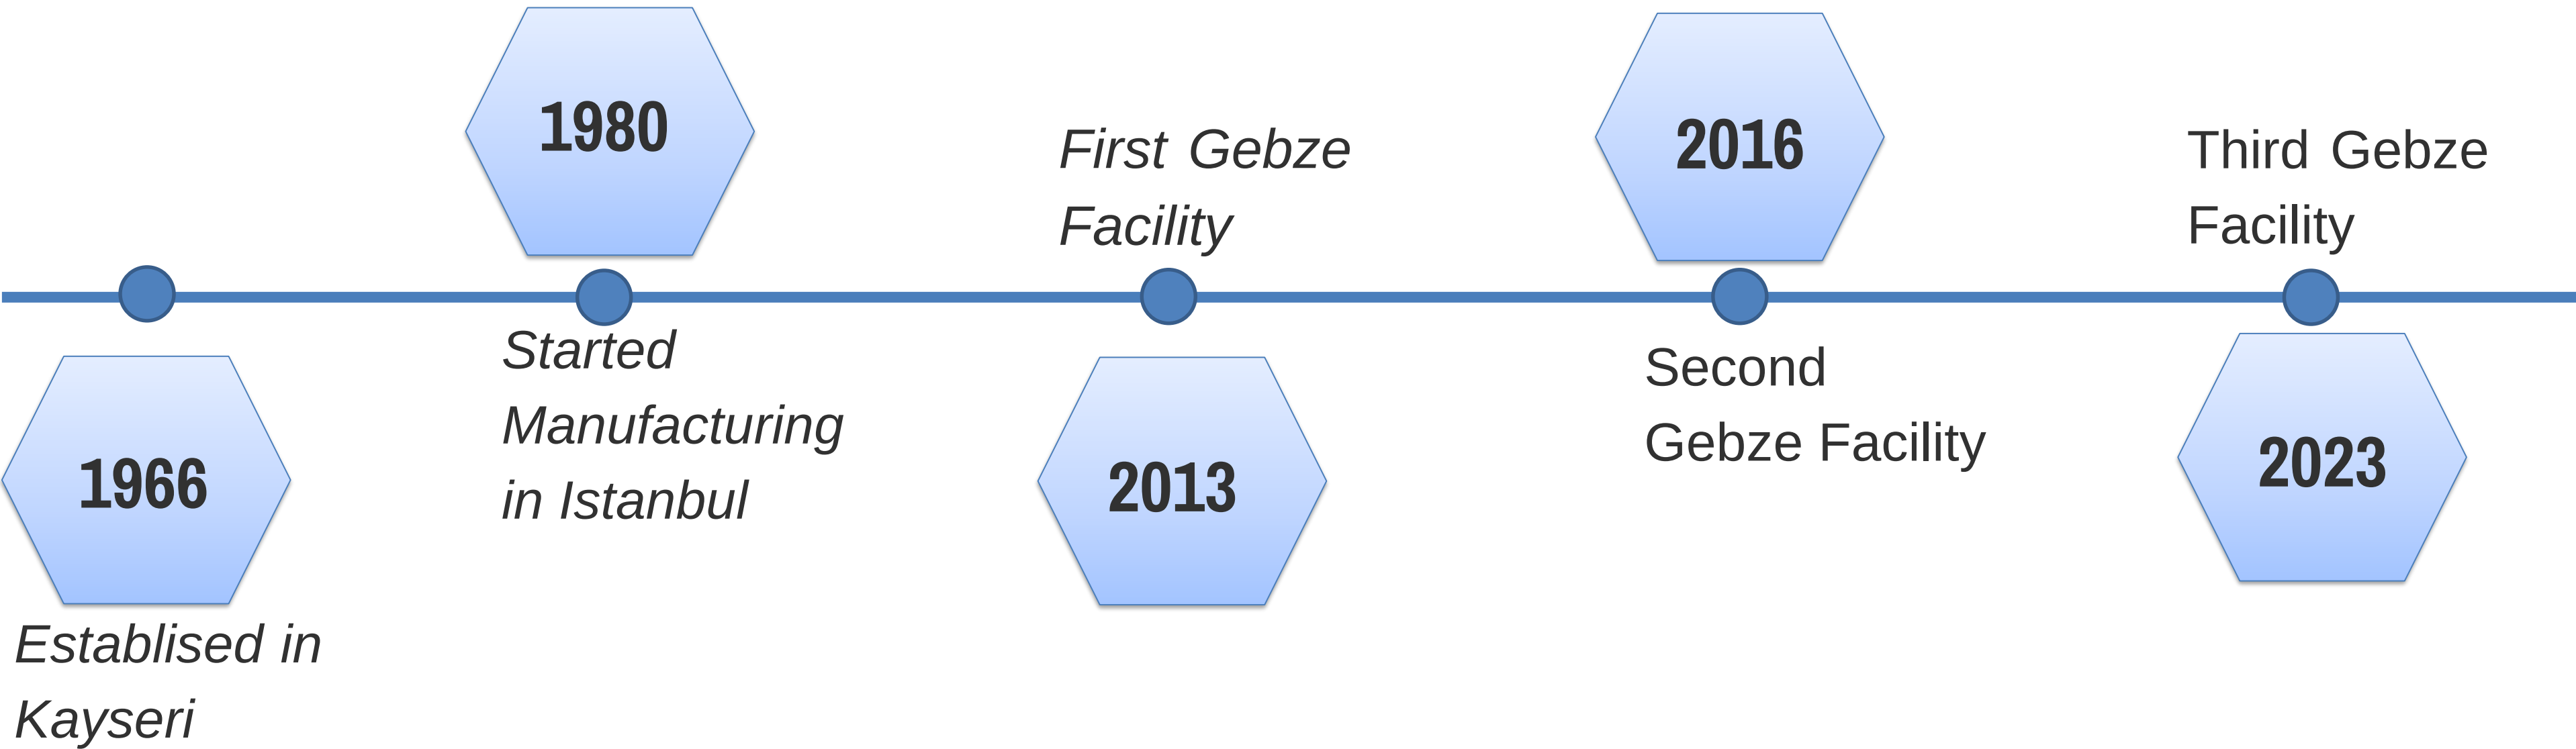 1966
Establised in
Kayseri
1980
Started
Manufacturing
in Istanbul
First Gebze
Facility
2013
2016
Second
Gebze Facility
Third Gebze
Facility
2023